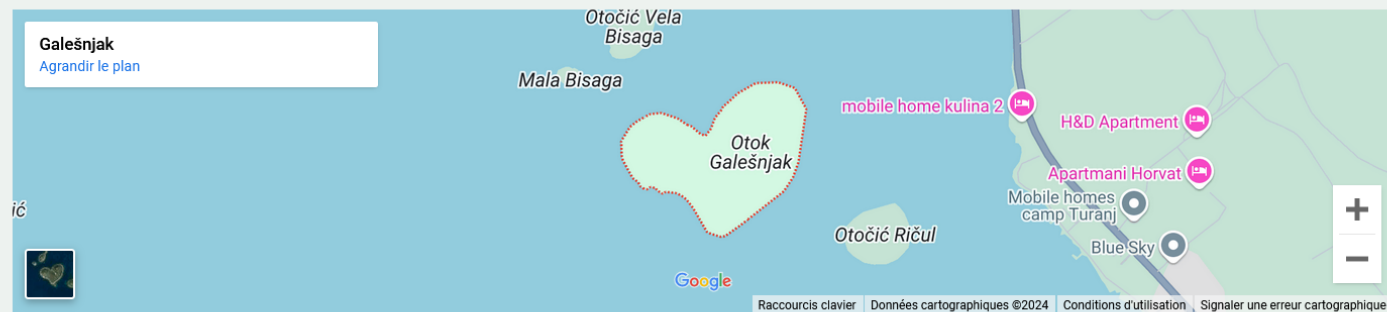 Galešnjak
Agrandir le plan
Otočić Vela
Bisaga
Mala Bisaga
Otok
Galešnjak
mobile home kulina 2
H&D Apartment
Apartmani Horvat
Mobile homes
camp Turanj
Otočić Ričul
Blue Sky
ić
Google
Raccourcis clavier
Données cartographiques ©2024
Conditions d'utilisation
Signaler une erreur cartographique